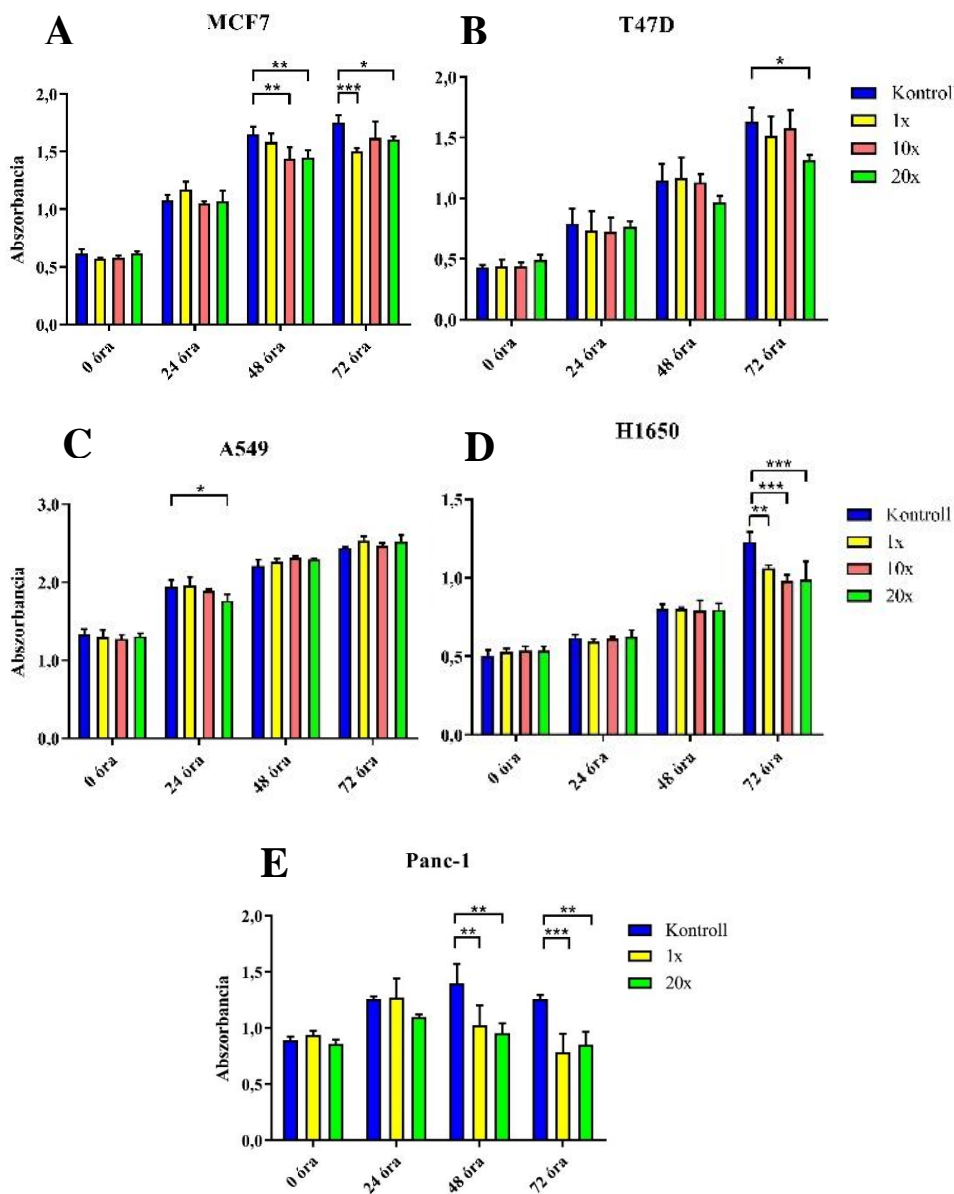 A
MCF7
Abszorbancia
2,0
1,5
1,0
0,5
0,0
** * 
** ***
0 óra
24 óra
48 óra
72 óra
B
T47D
2,0
1,5
1,0
0,5
0,0
*
0 óra
24 óra
48 óra
72 óra
Kontroll
1x
10x
20x
C
A549
Abszorbancia
3.0
2.0
1.0
0.0
*
0 óra
24 óra
48 óra
72 óra
D
H1650
1,5
1,0
0,5
0,0
***
***
**
0 óra
24 óra
48 óra
72 óra
Kontroll
1x
10x
20x
E
Panc-1
Abszorbancia
2,0
1,5
1,0
0,5
0,0
** **
** ***
0 óra
24 óra
48 óra
72 óra
Kontroll
1x
20x